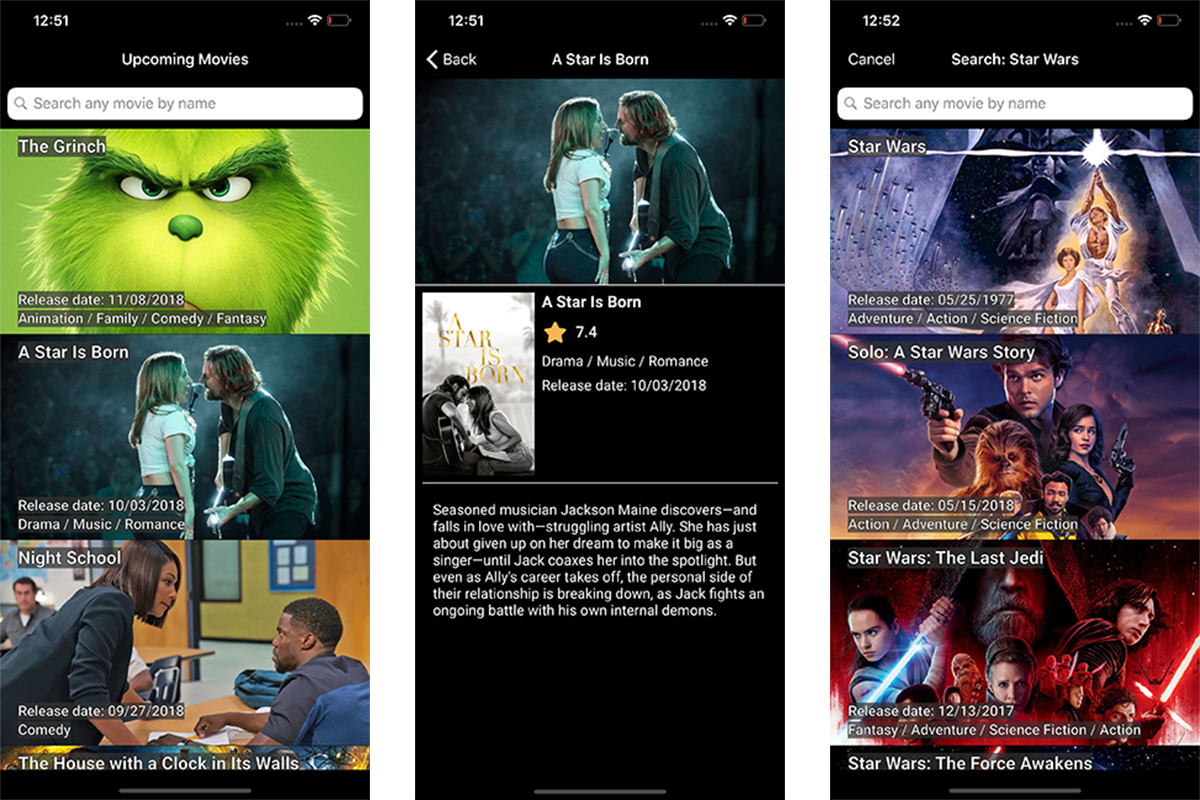 12:51
Upcoming Movies
Search any movie by name
The Grinch
Release date: 11/08/2018
Animation / Family / Comedy / Fantasy
A Star Is Born
Release date: 10/03/2018
Drama / Music / Romance
Night School
Release date: 09/27/2018
Comedy
The House with a Clock in Its Walls
12:51
Back
A Star Is Born
A
STAR
IS
BORN
A Star Is Born
7.4
Drama / Music / Romance
Release date: 10/03/2018
Seasoned musician Jackson Maine discovers—and
falls in love with—struggling artist Ally. She has just
about given up on her dream to make it big as a
singer—until Jack coaxes her into the spotlight. But
even as Ally's career takes off, the personal side of
their relationship is breaking down, as Jack fights an
ongoing battle with his own internal demons.
12:52
Cancel
Search: Star Wars
Search any movie by name
Star Wars
Release date: 05/25/1977
Adventure / Action / Science Fiction
Solo: A Star Wars Story
Release date: 05/15/2018
Action / Adventure / Science Fiction
Star Wars: The Last Jedi
Release date: 12/13/2017
Fantasy / Adventure / Science Fiction / Action
Star Wars: The Force Awakens